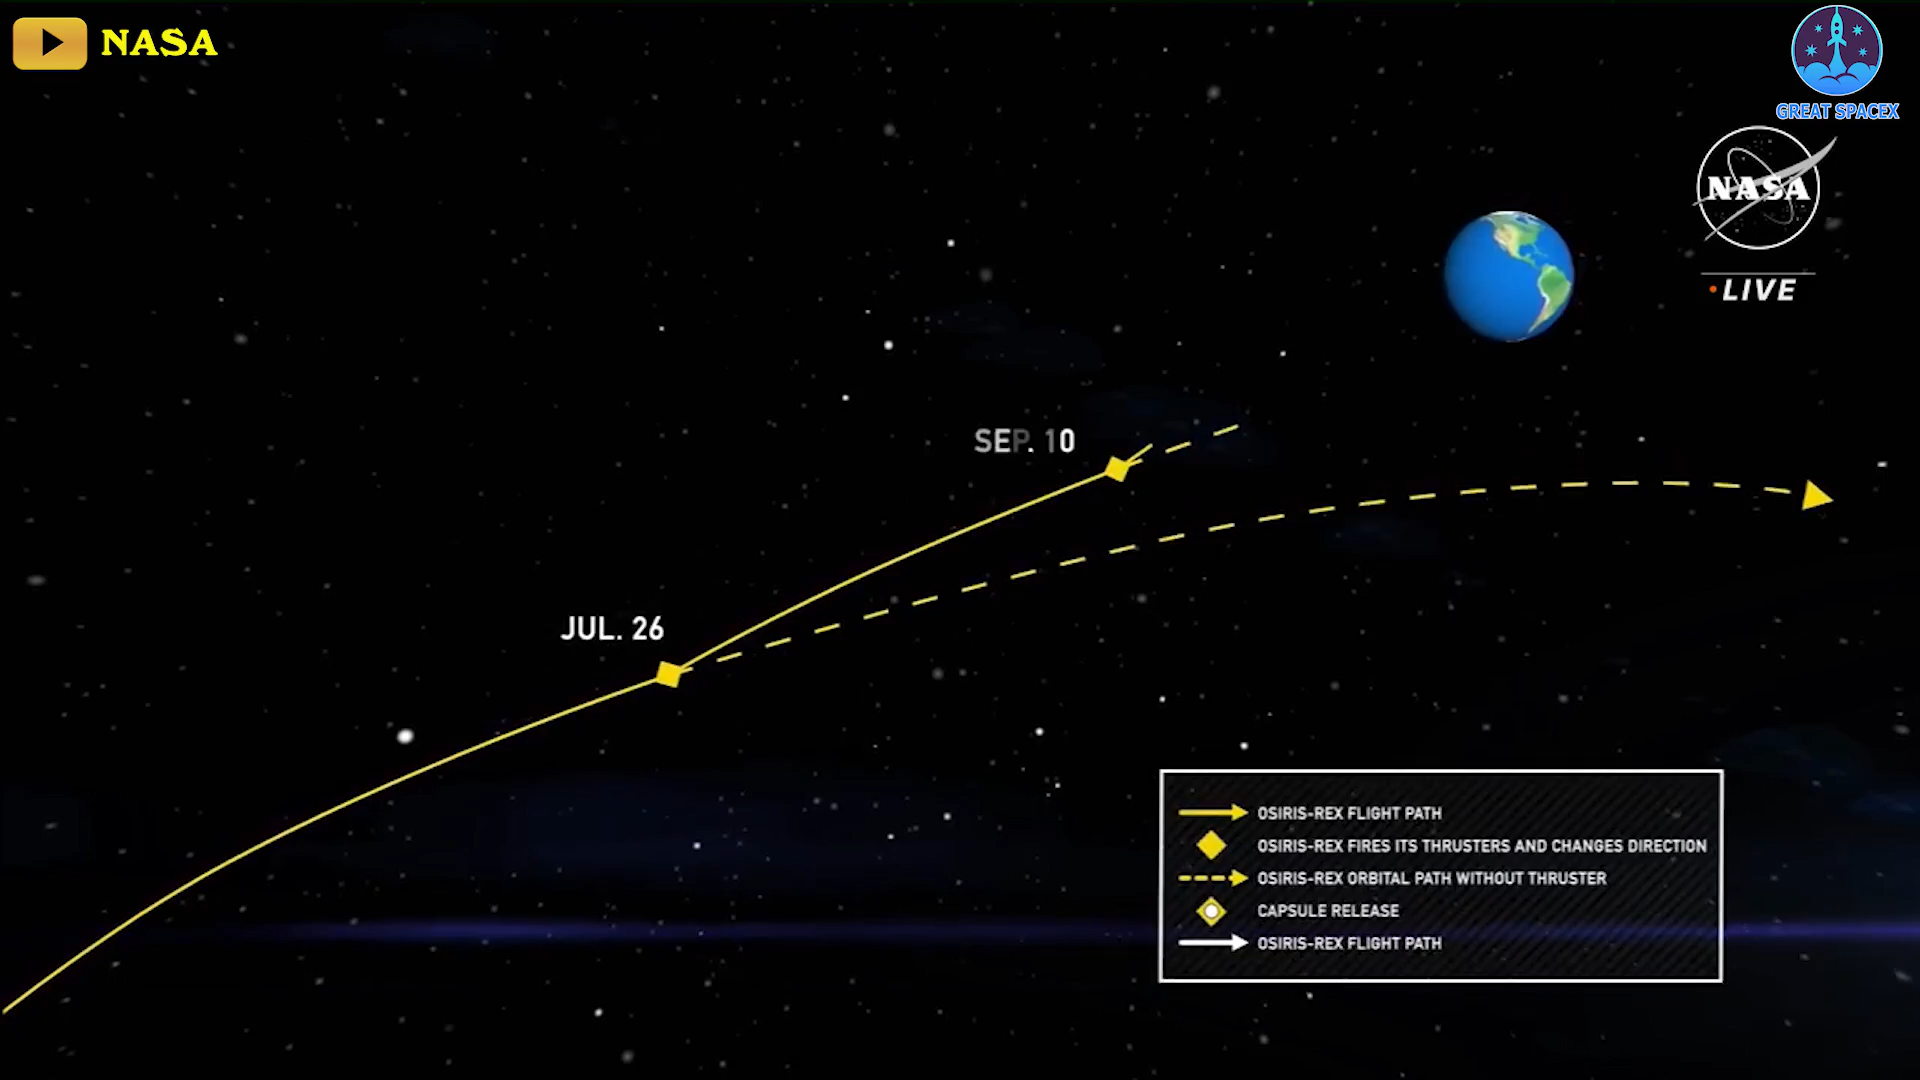 NASA
GREAT SPACEX
NASA
LIVE
SEP. 10
JUL. 26
OSIRIS-REX FLIGHT PATH
OSIRIS-REX FIRES ITS THRUSTERS AND CHANGES DIRECTION
OSIRIS-REX ORBITAL PATH WITHOUT THRUSTER
CAPSULE RELEASE
OSIRIS-REX FLIGHT PATH